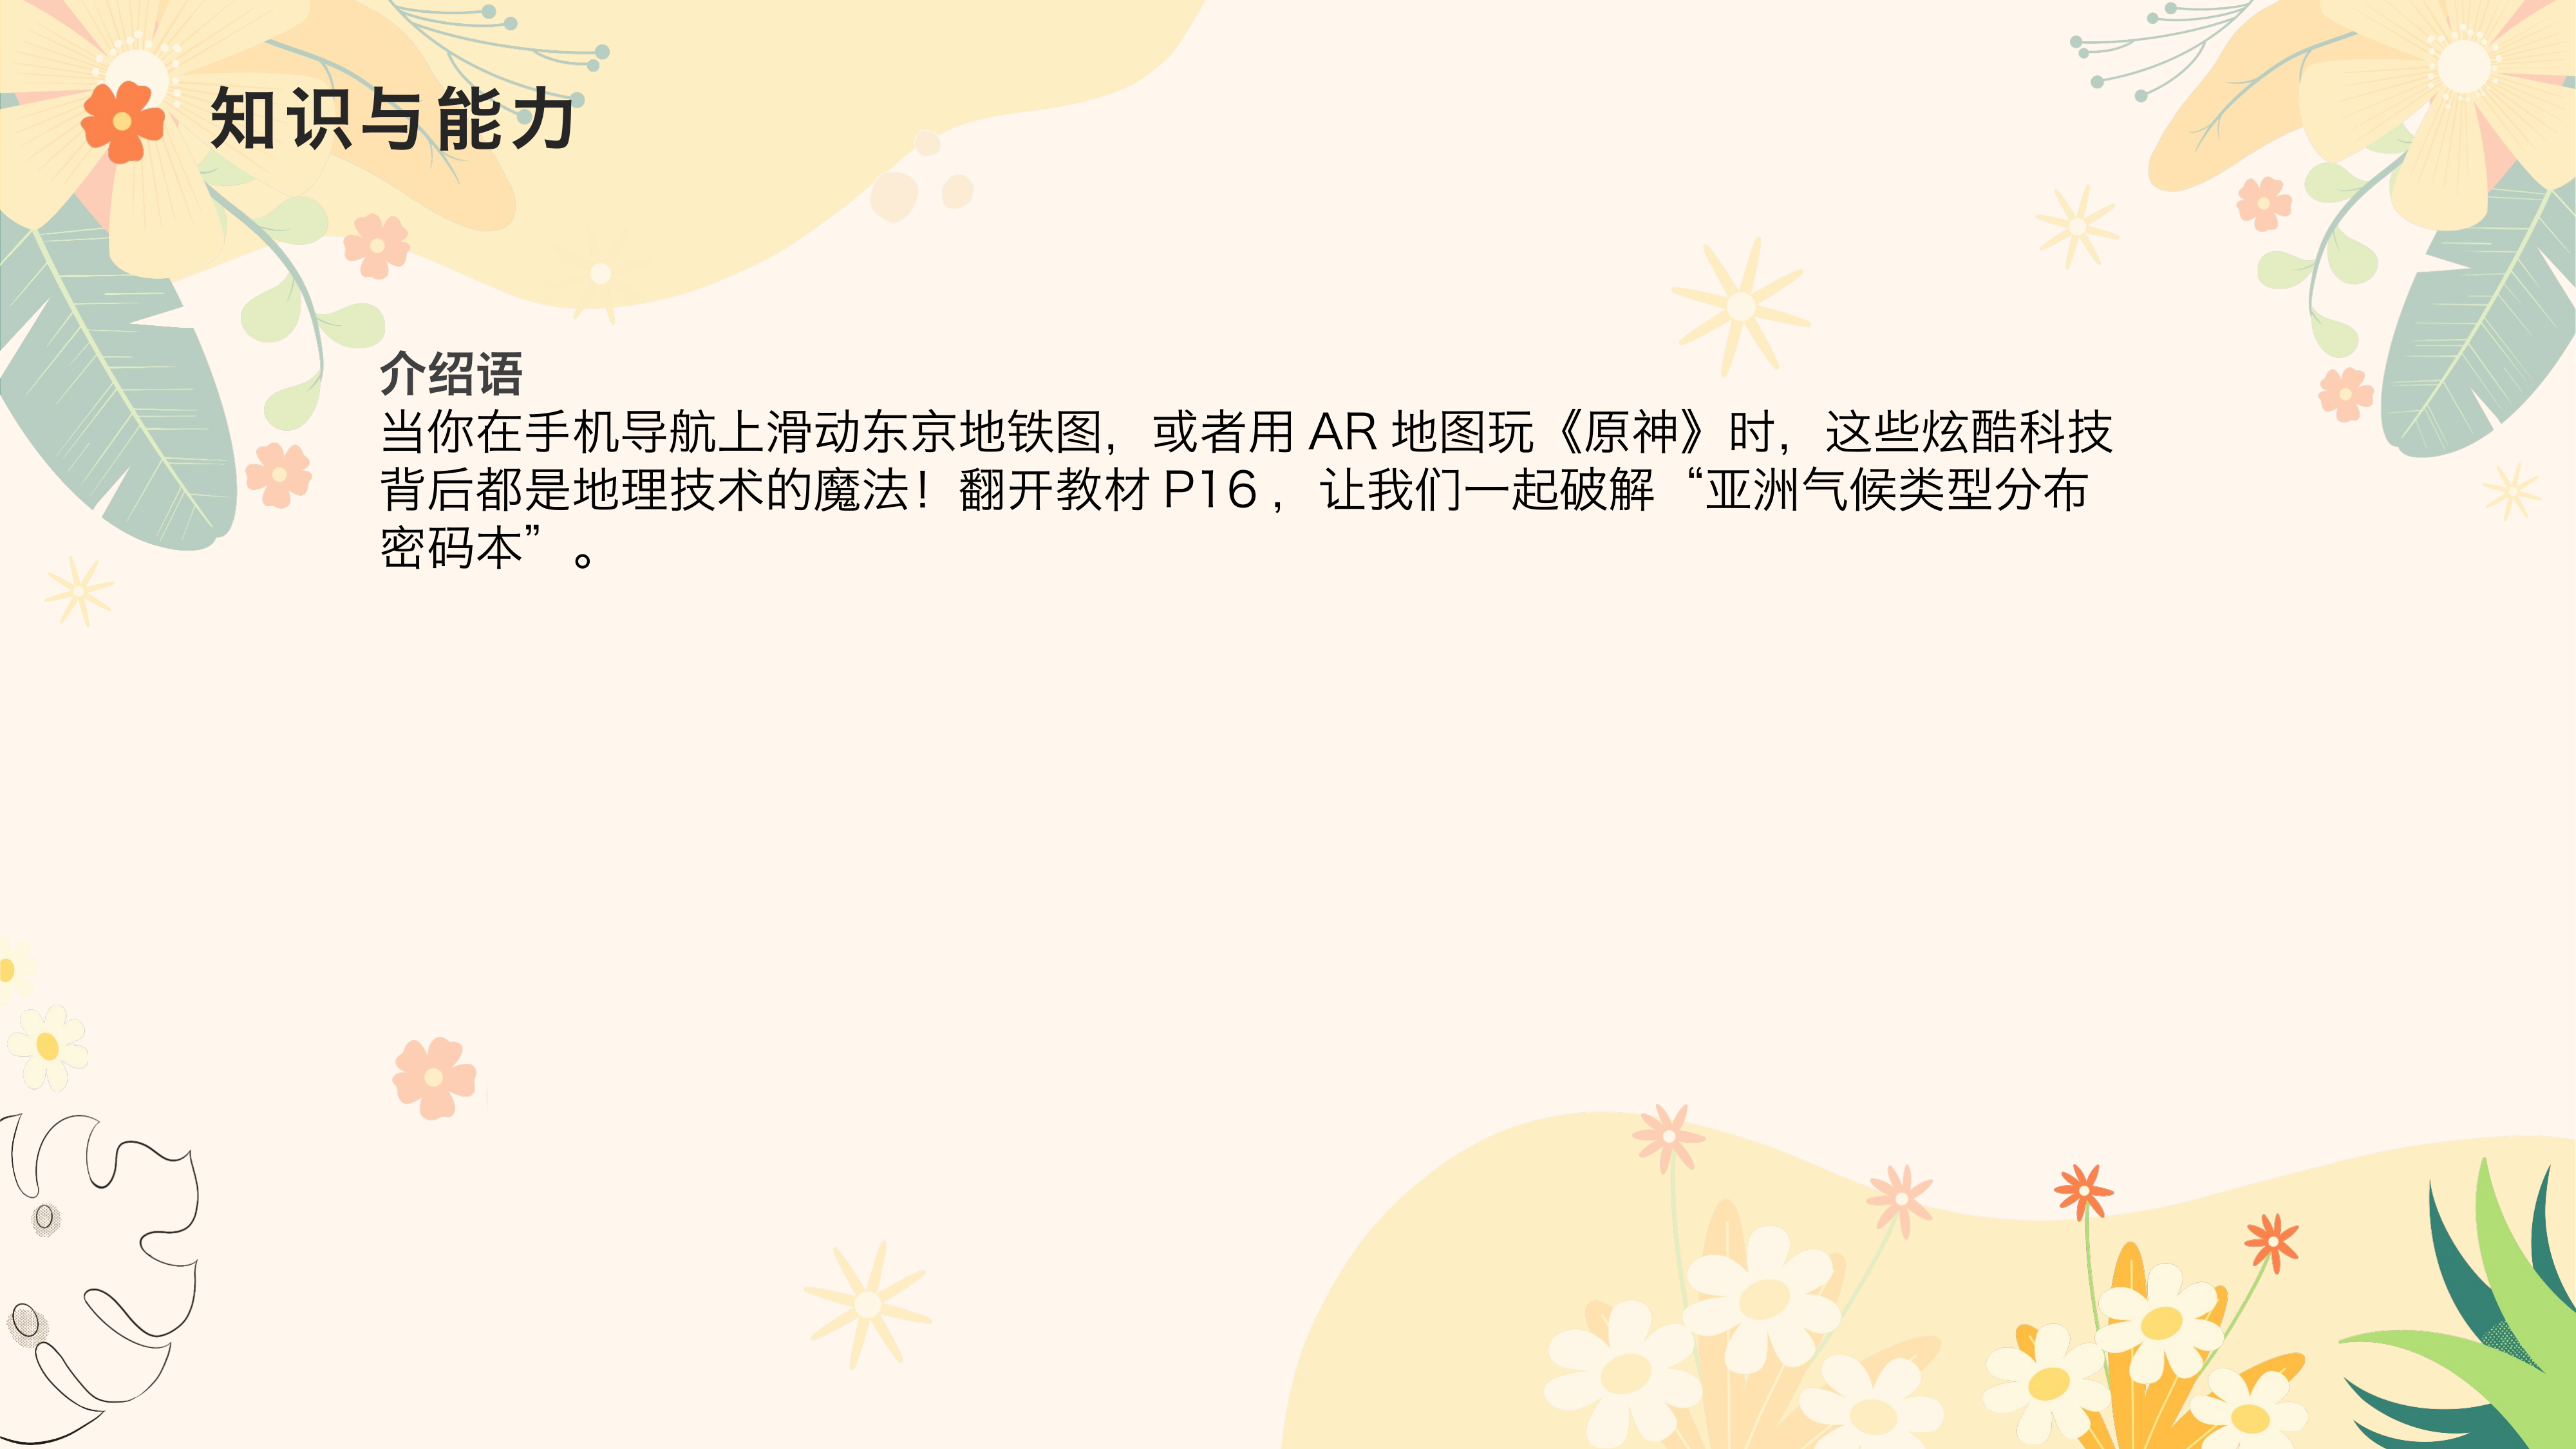 知识与能力
介绍语
当你在手机导航上滑动东京地铁图，或者用 AR 地图玩《原神》时，这些炫酷科技
背后都是地理技术的魔法！翻开教材 P16 ，让我们一起破解“亚洲气候类型分布
密码本”。